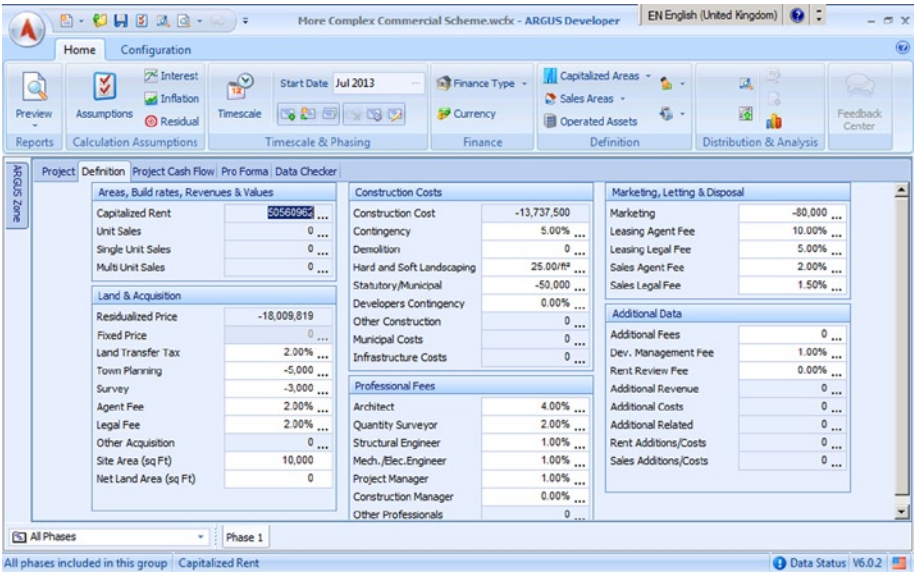 More Complex Commercial Scheme.wcfx - ARGUS Developer
EN English (United Kingdom)
Home Configuration
Preview
Reports
Assumptions
Interest
Inflation
Residual
Calculation Assumptions
Timescale
12
Start Date Jul 2013 ...
Timescale & Phasing
Finance Type
Currency
Finance
Capitalized Areas
Sales Areas
Operated Assets
Definition
Distribution & Analysis
Feedback
Center
ARGUS Zone
Project Definition Project Cash Flow Pro Forma Data Checker
Areas, Build rates, Revenues & Values
Capitalized Rent 50560962 ...
Unit Sales 0 ...
Single Unit Sales 0 ...
Multi Unit Sales 0 ...
Land & Acquisition
Residualized Price -18,009,819
Fixed Price 0 ...
Land Transfer Tax 2.00% ...
Town Planning -5,000 ...
Survey -3,000 ...
Agent Fee 2.00% ...
Legal Fee 2.00% ...
Other Acquisition 0 ...
Site Area (sq Ft) 10,000
Net Land Area (sq Ft) 0
Construction Costs
Construction Cost -13,737,500
Contingency 5.00% ...
Demolition 0 ...
Hard and Soft Landscaping 25.00/ft² ...
Statutory/Municipal -50,000 ...
Developers Contingency 0.00% ...
Other Construction 0 ...
Municipal Costs 0 ...
Infrastructure Costs 0 ...
Professional Fees
Architect 4.00% ...
Quantity Surveyor 2.00% ...
Structural Engineer 1.00% ...
Mech./Elec.Engineer 1.00% ...
Project Manager 1.00% ...
Construction Manager 0.00% ...
Other Professionals 0 ...
Marketing, Letting & Disposal
Marketing -80,000 ...
Leasing Agent Fee 10.00% ...
Leasing Legal Fee 5.00% ...
Sales Agent Fee 2.00% ...
Sales Legal Fee 1.50% ...
Additional Data
Additional Fees 0 ...
Dev. Management Fee 1.00% ...
Rent Review Fee 0.00% ...
Additional Revenue 0 ...
Additional Costs 0 ...
Additional Related 0 ...
Rent Additions/Costs 0 ...
Sales Additions/Costs 0 ...
All Phases
Phase 1
All phases included in this group Capitalized Rent
Data Status V6.0.2